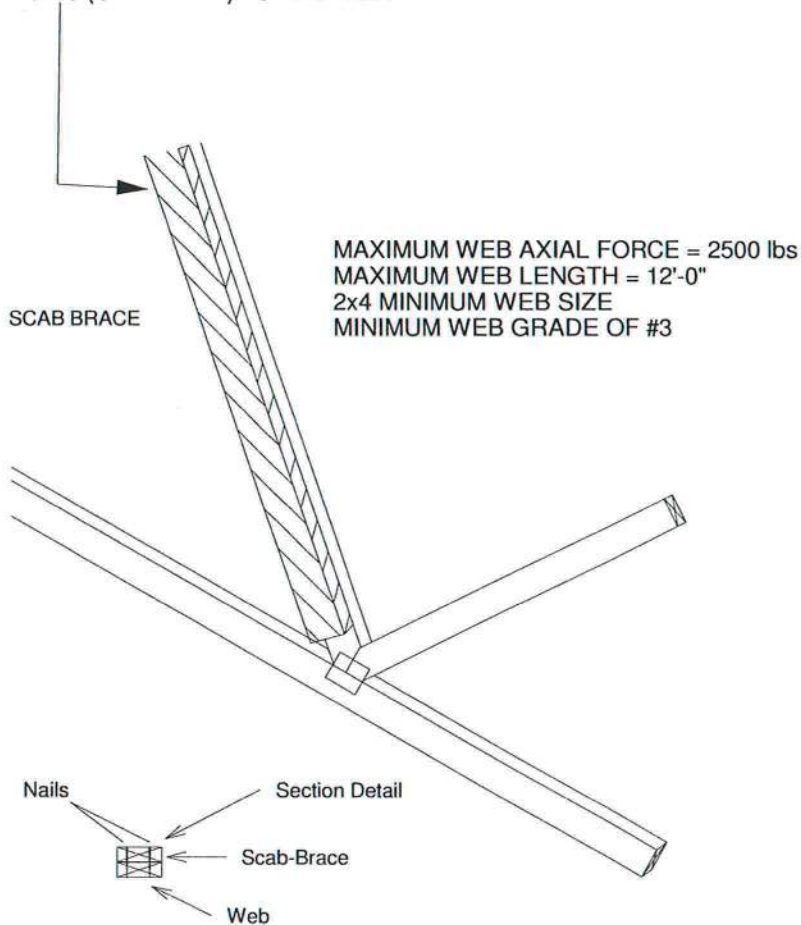 MAXIMUM WEB AXIAL FORCE = 2500 lbs
MAXIMUM WEB LENGTH = 12'-0"
2x4 MINIMUM WEB SIZE
MINIMUM WEB GRADE OF #3
SCAB BRACE
Nails
Section Detail
Scab-Brace
Web